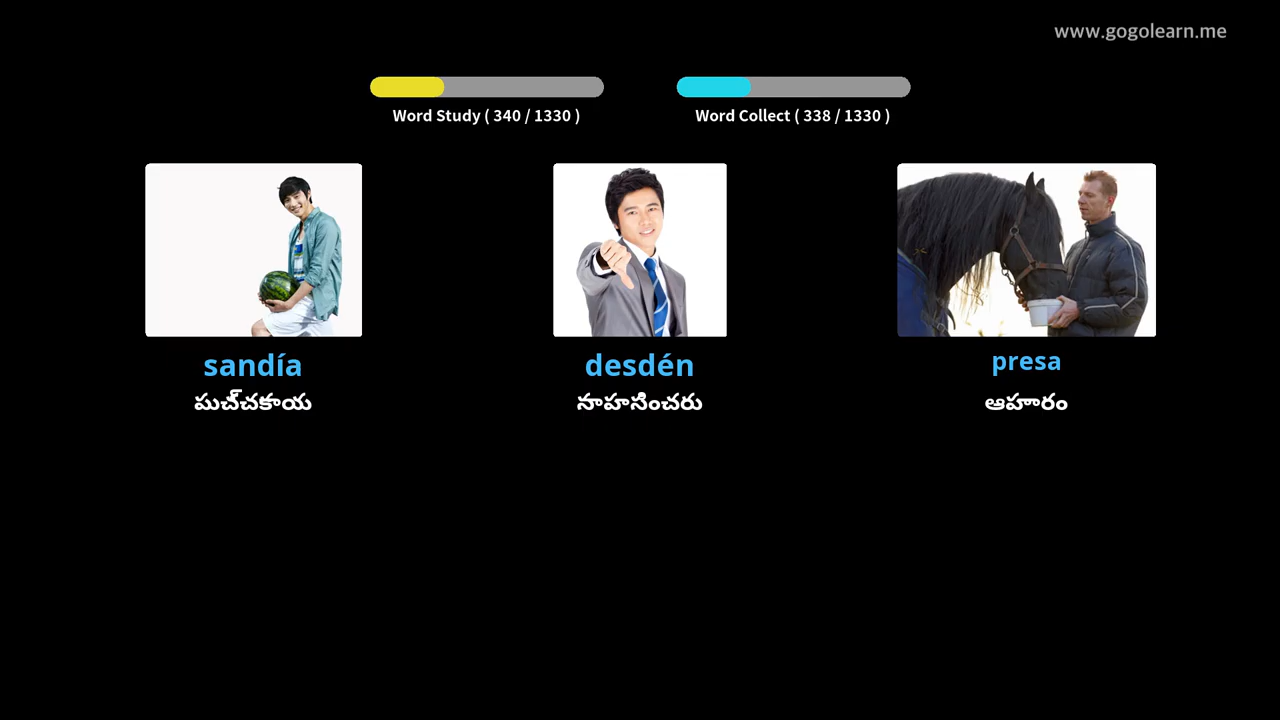 www.gogolearn.me
Word Study ( 340 / 1330 )
Word Collect ( 338 / 1330 )
sandía
desdén
presa
పుచ్చకాయ
సాహసించరు
ఆహారం